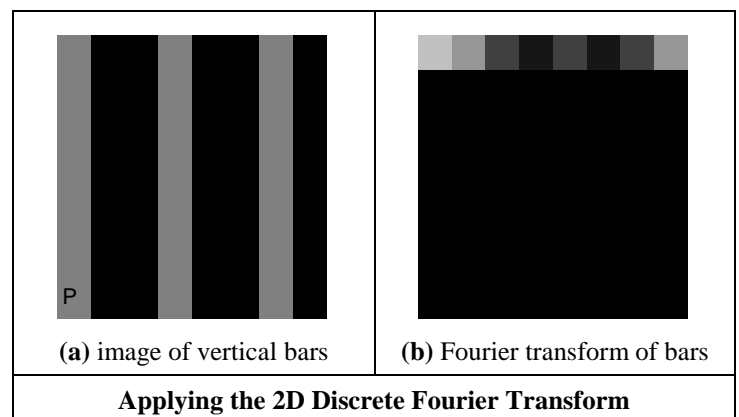 P
(a) image of vertical bars
(b) Fourier transform of bars
Applying the 2D Discrete Fourier Transform